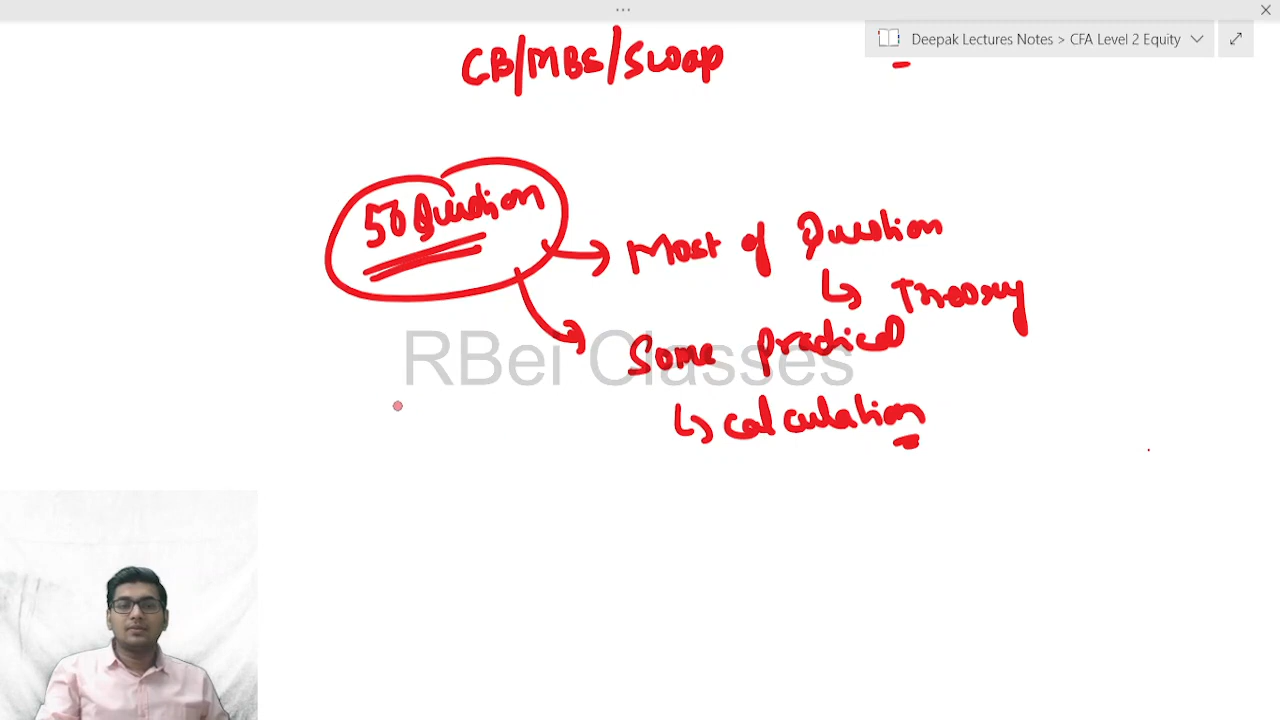 Deepak Lectures Notes > CFA Level 2 Equity
CB/MBS/Swap
50 Question
Most of Question
↳ Theory
Some practical
↳ calculation
RBei Classes